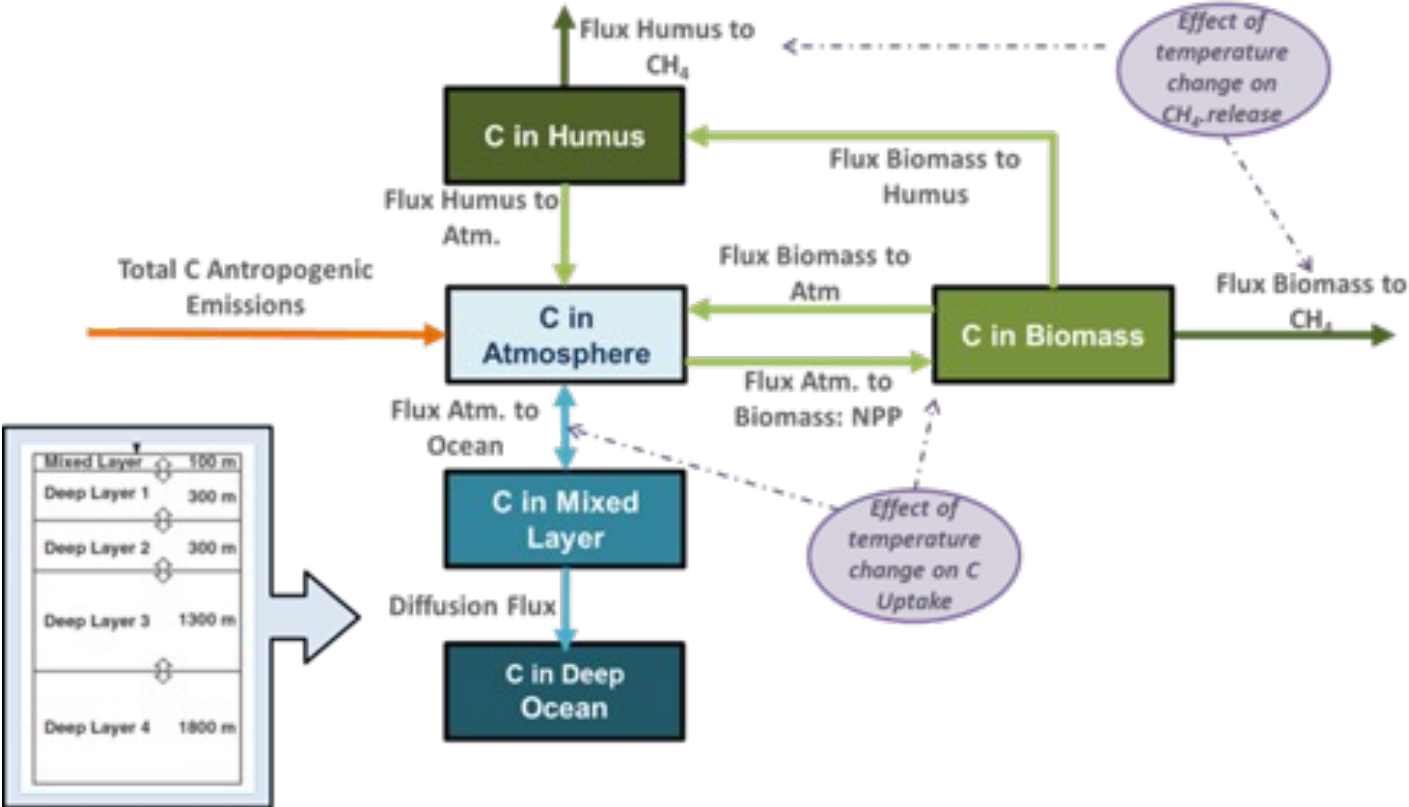 Flux Humus to
CH₄
Effect of
temperature
change on
CH₄.release
C in Humus
Flux Biomass to
Humus
Flux Humus to
Atm.
Flux Biomass to
Atm
Total C Antropogenic
Emissions
Flux Biomass to
CH₄
C in
Atmosphere
C in Biomass
Flux Atm. to
Biomass: NPP
Flux Atm. to
Ocean
Mixed Layer 100 m
Deep Layer 1 300 m
Deep Layer 2 300 m
Deep Layer 3 1300 m
Deep Layer 4 1800 m
C in Mixed
Layer
Effect of
temperature
change on C
Uptake
Diffusion Flux
C in Deep
Ocean